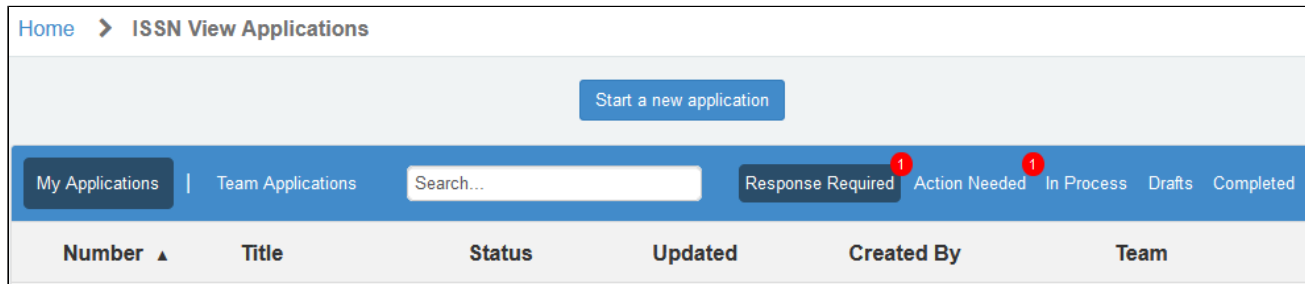 Home > ISSN View Applications
Start a new application
My Applications | Team Applications Search... Response Required 1 Action Needed 1 In Process Drafts Completed
Number ▲ Title Status Updated Created By Team